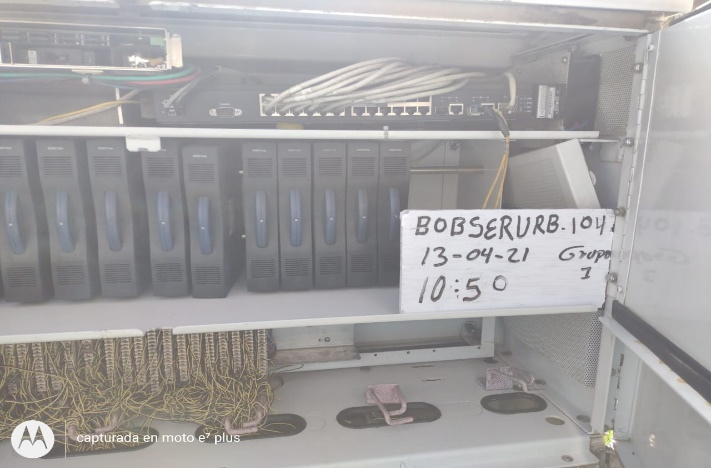 BOBSERURB.104
13-04-21 Grupo
1
10:50
capturada en moto e⁷ plus